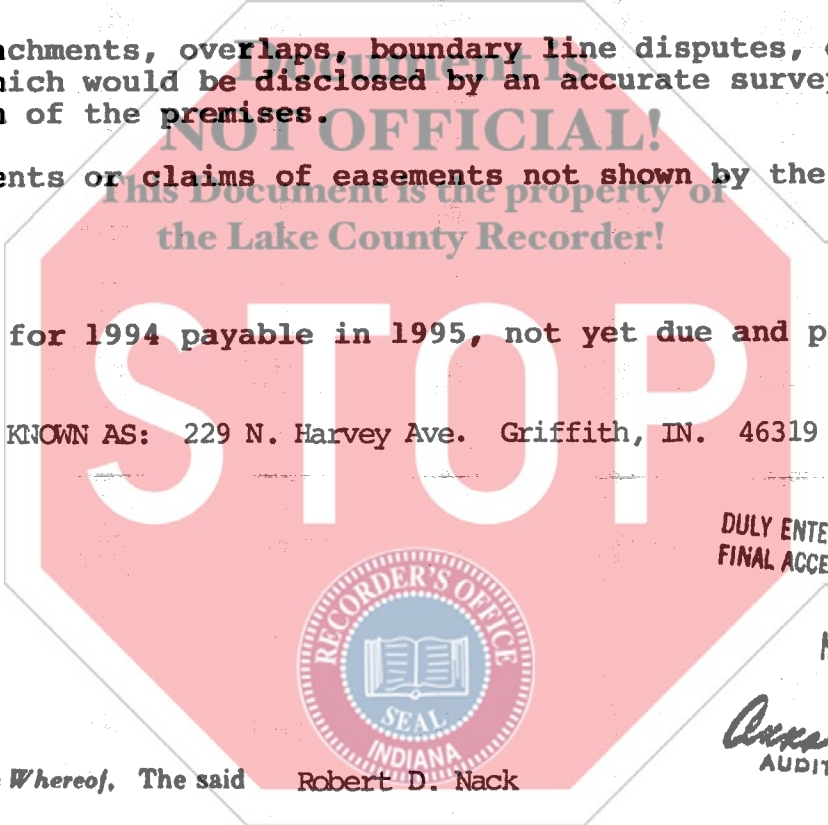 achments, overlaps, boundary line disputes,
Document is
hich would be disclosed by an accurate survey
of the premises.
NOT OFFICIAL!
ents or claims of easements not shown by the
This Document is the property of
the Lake County Recorder!
STOP
for 1994 payable in 1995, not yet due and p
KNOWN AS: 229 N. Harvey Ave. Griffith, IN. 46319
DULY ENTE
FINAL ACCE
RECORDER'S OFFICE
SEAL
INDIANA
AUDIT
Whereof, The said Robert D. Nack